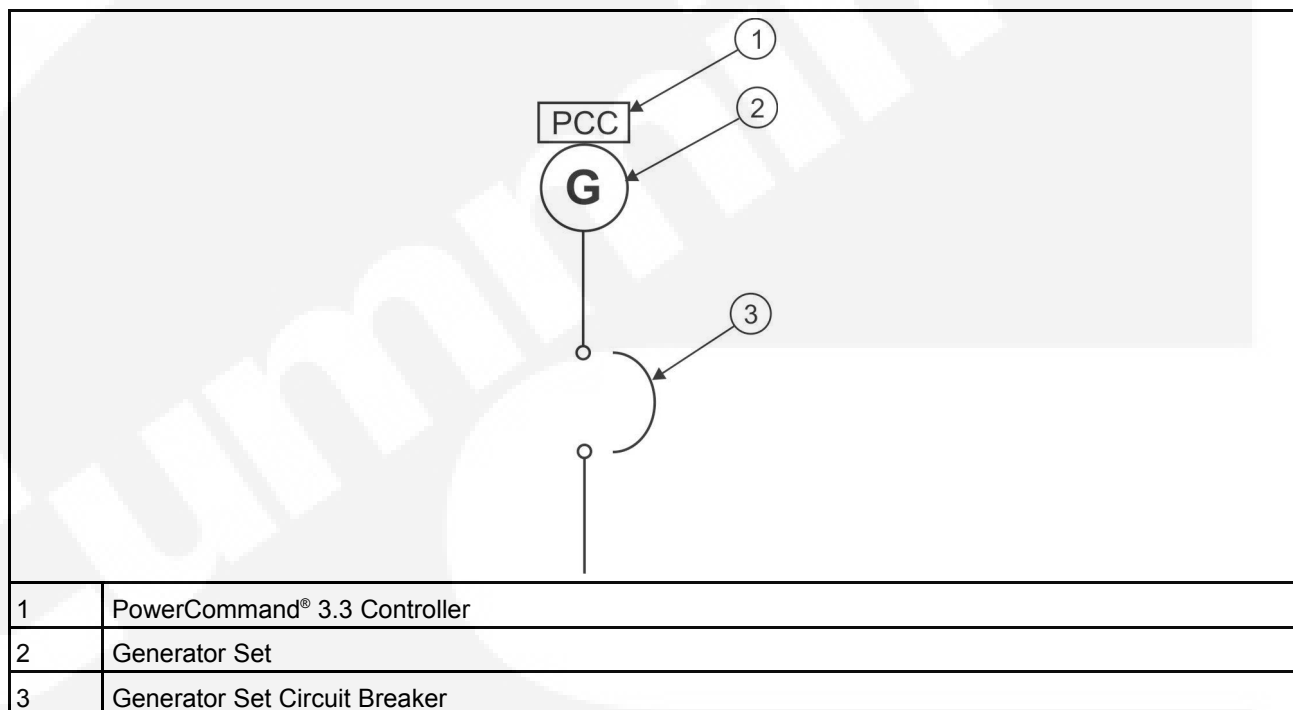 1
PCC
2
G
3
1 PowerCommand® 3.3 Controller
2 Generator Set
3 Generator Set Circuit Breaker